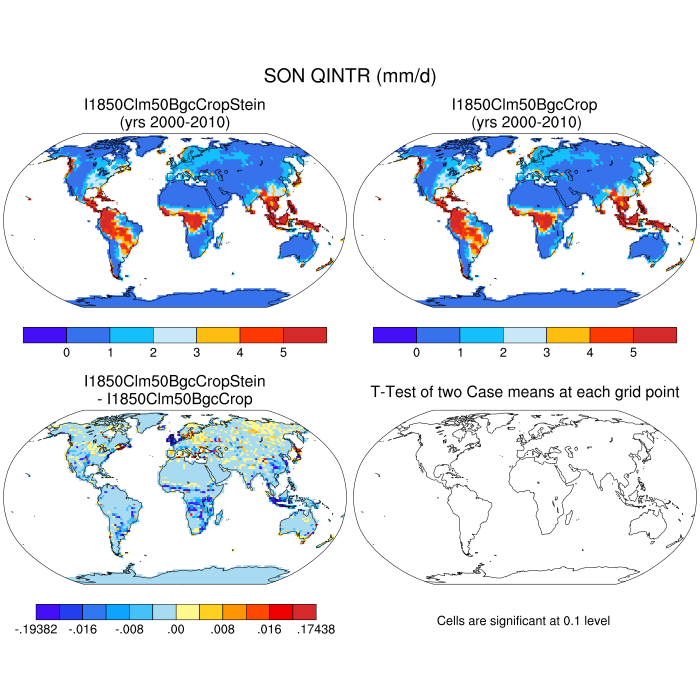 SON QINTR (mm/d)
I1850Clm50BgcCropStein
(yrs 2000-2010)
I1850Clm50BgcCrop
(yrs 2000-2010)
0 1 2 3 4 5
0 1 2 3 4 5
I1850Clm50BgcCropStein
- I1850Clm50BgcCrop
T-Test of two Case means at each grid point
-.19382 -.016 -.008 .00 .008 .016 .17438
Cells are significant at 0.1 level